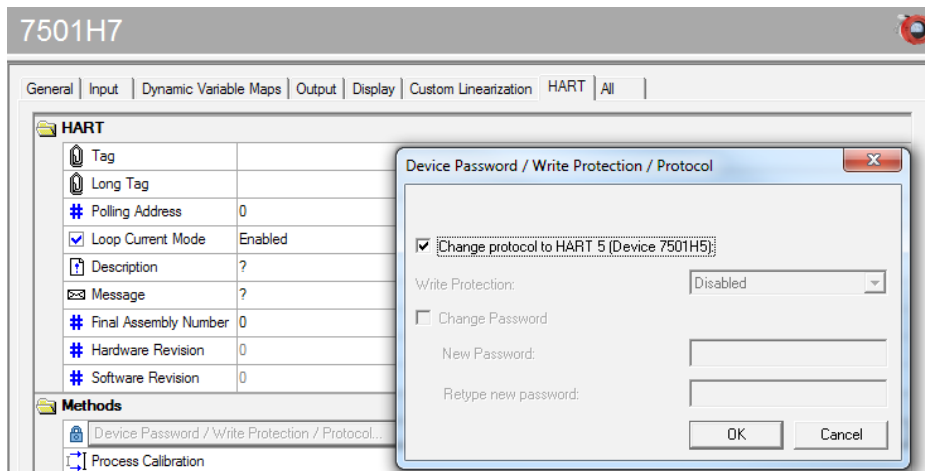 7501H7
General Input Dynamic Variable Maps Output Display Custom Linearization HART All
HART
Tag
Long Tag
# Polling Address 0
Loop Current Mode Enabled
Description ?
Message ?
# Final Assembly Number 0
# Hardware Revision 0
# Software Revision 0
Methods
Device Password / Write Protection / Protocol...
Process Calibration
Device Password / Write Protection / Protocol
Change protocol to HART 5 (Device 7501H5):
Write Protection: Disabled
Change Password
New Password:
Retype new password:
OK Cancel